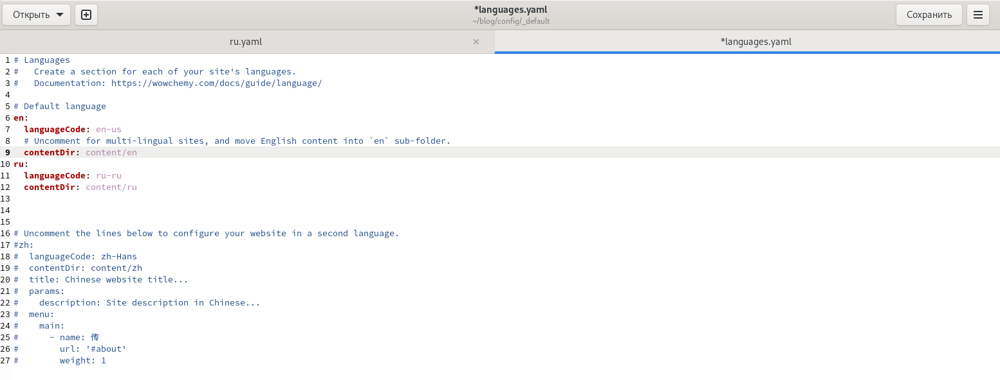 Открыть
*languages.yaml
~/blog/config/_default
Сохранить
ru.yaml ×
*languages.yaml
1 # Languages
2 #   Create a section for each of your site's languages.
3 #   Documentation: https://wowchemy.com/docs/guide/language/
4
5 # Default language
6 en:
7   languageCode: en-us
8   # Uncomment for multi-lingual sites, and move English content into `en` sub-folder.
9   contentDir: content/en
10 ru:
11   languageCode: ru-ru
12   contentDir: content/ru
13
14
15
16 # Uncomment the lines below to configure your website in a second language.
17 #zh:
18 #  languageCode: zh-Hans
19 #  contentDir: content/zh
20 #  title: Chinese website title...
21 #  params:
22 #    description: Site description in Chinese...
23 #  menu:
24 #    main:
25 #      - name: 传
26 #        url: '#about'
27 #        weight: 1